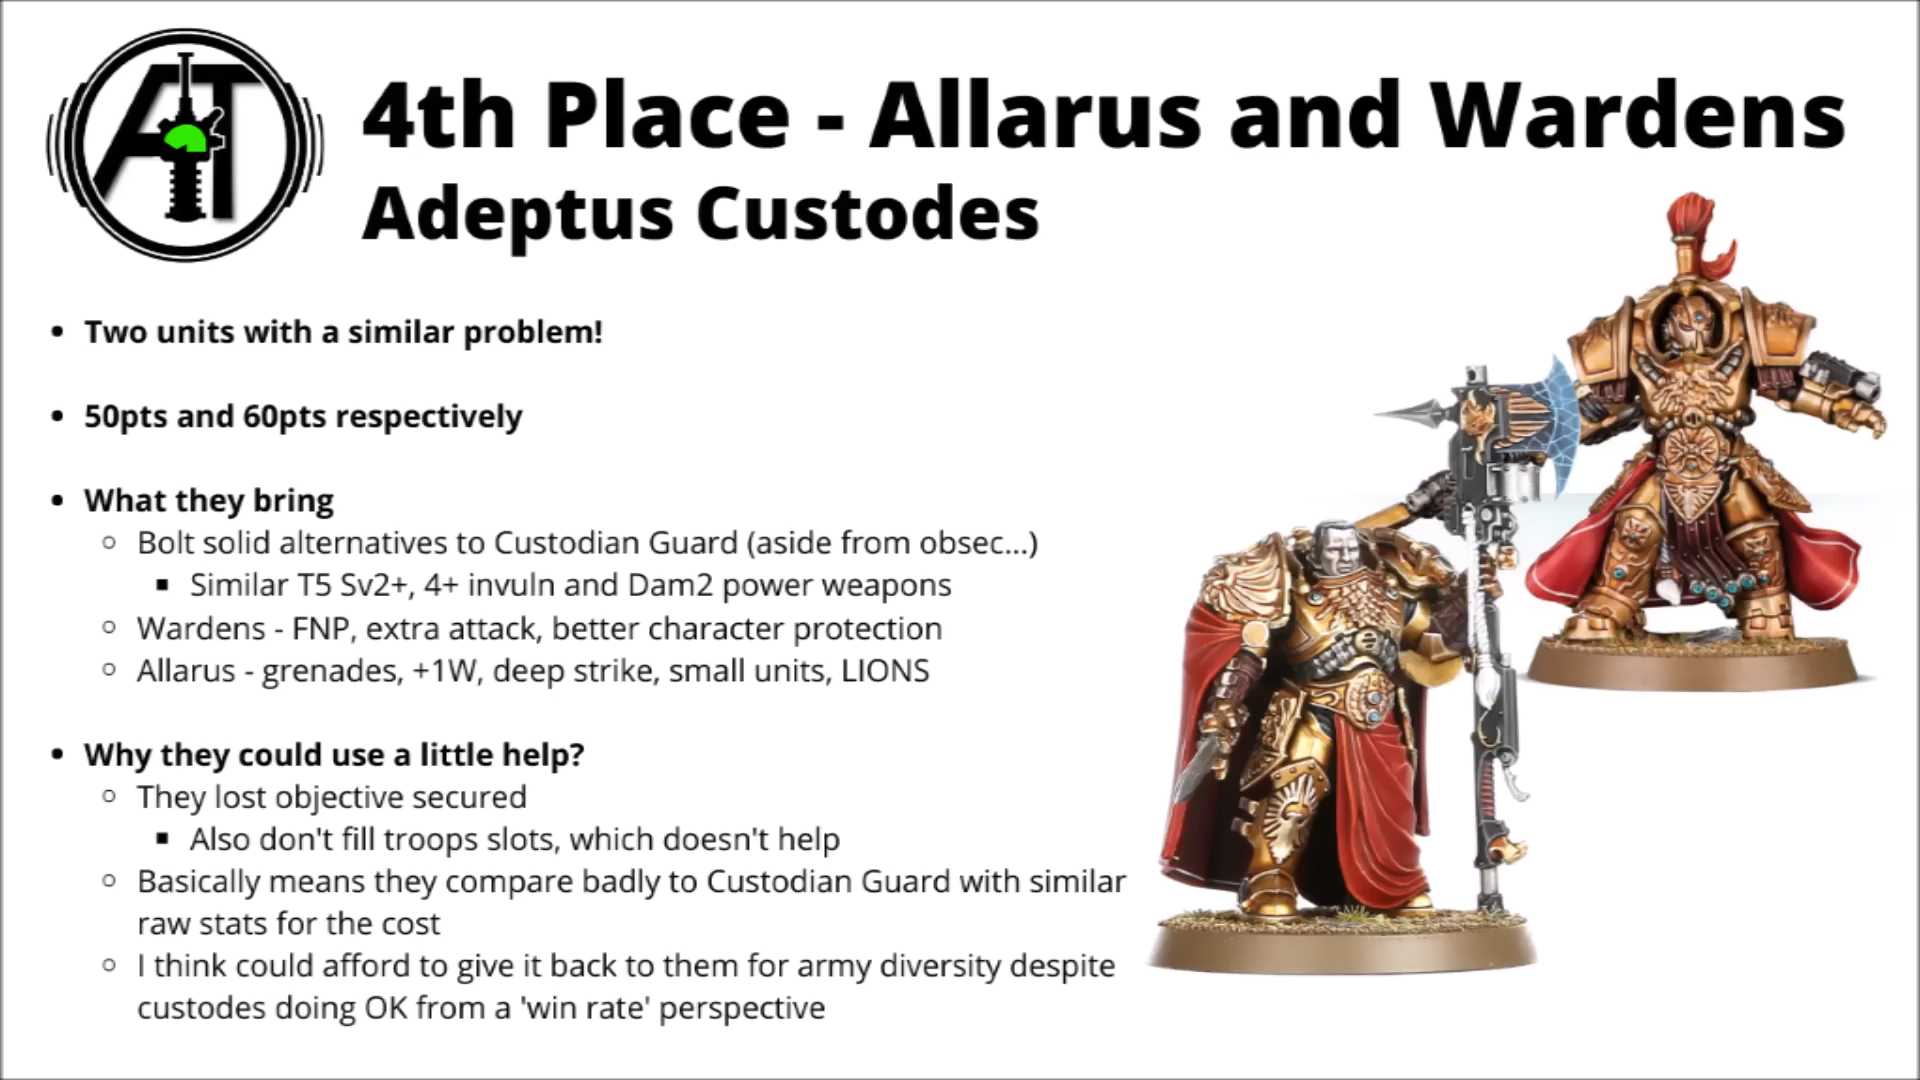 AT
4th Place - Allarus and Wardens
Adeptus Custodes
• Two units with a similar problem!
• 50pts and 60pts respectively
• What they bring
○ Bolt solid alternatives to Custodian Guard (aside from obsec...)
▪ Similar T5 Sv2+, 4+ invuln and Dam2 power weapons
○ Wardens - FNP, extra attack, better character protection
○ Allarus - grenades, +1W, deep strike, small units, LIONS
• Why they could use a little help?
○ They lost objective secured
▪ Also don't fill troops slots, which doesn't help
○ Basically means they compare badly to Custodian Guard with similar
raw stats for the cost
○ I think could afford to give it back to them for army diversity despite
custodes doing OK from a 'win rate' perspective